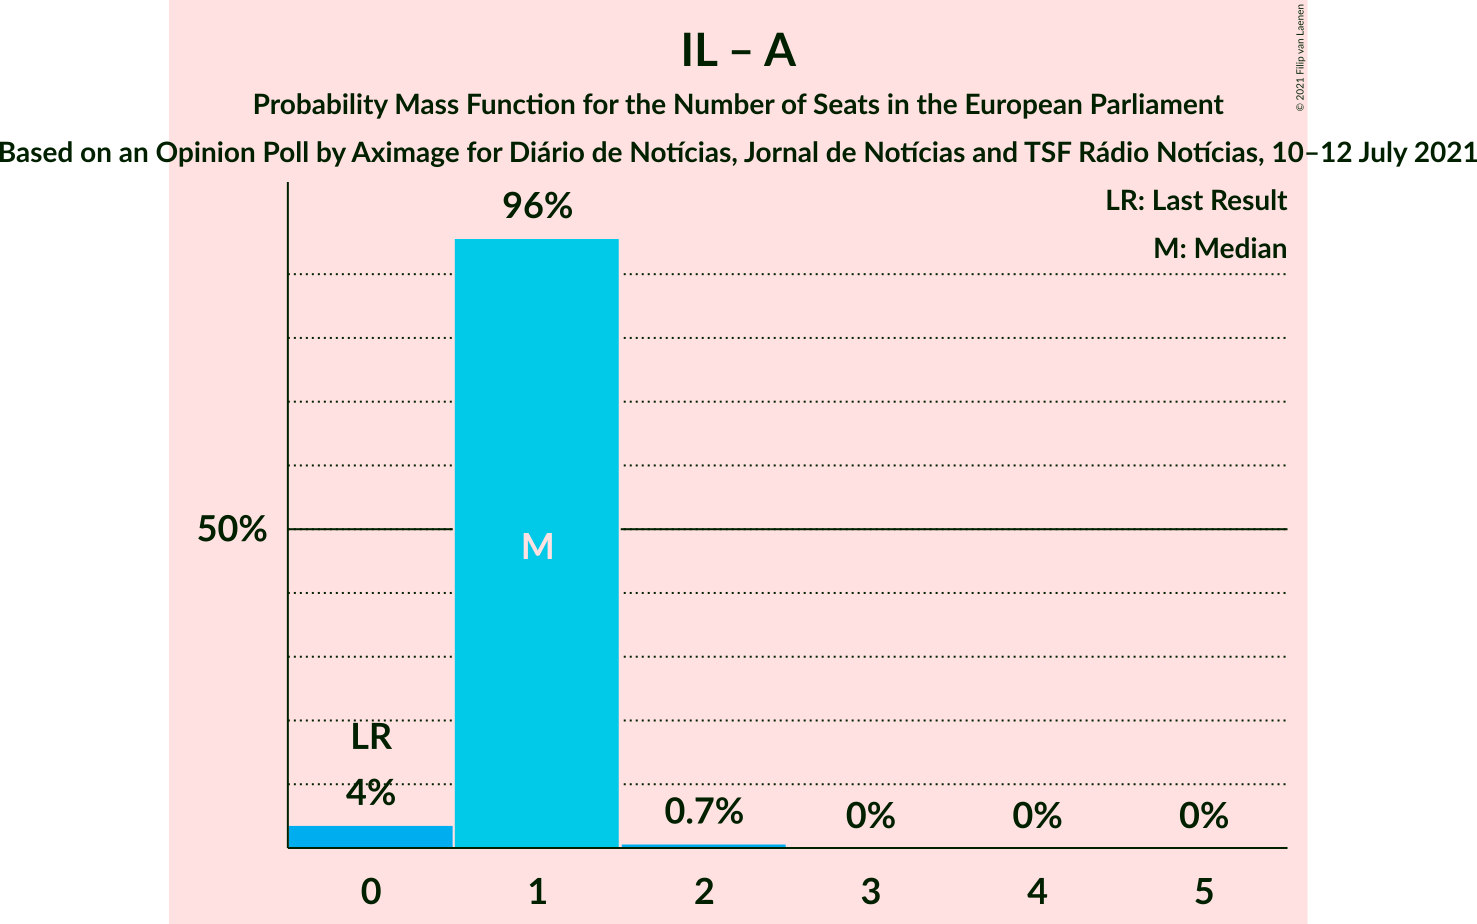 IL – A
Probability Mass Function for the Number of Seats in the European Parliament
Based on an Opinion Poll by Aximage for Diário de Notícias, Jornal de Notícias and TSF Rádio Notícias, 10–12 July 2021
© 2021 Filip van Laenen
LR: Last Result
M: Median
96%
50%
M
LR
4%
0.7%
0%
0%
0%
0 1 2 3 4 5